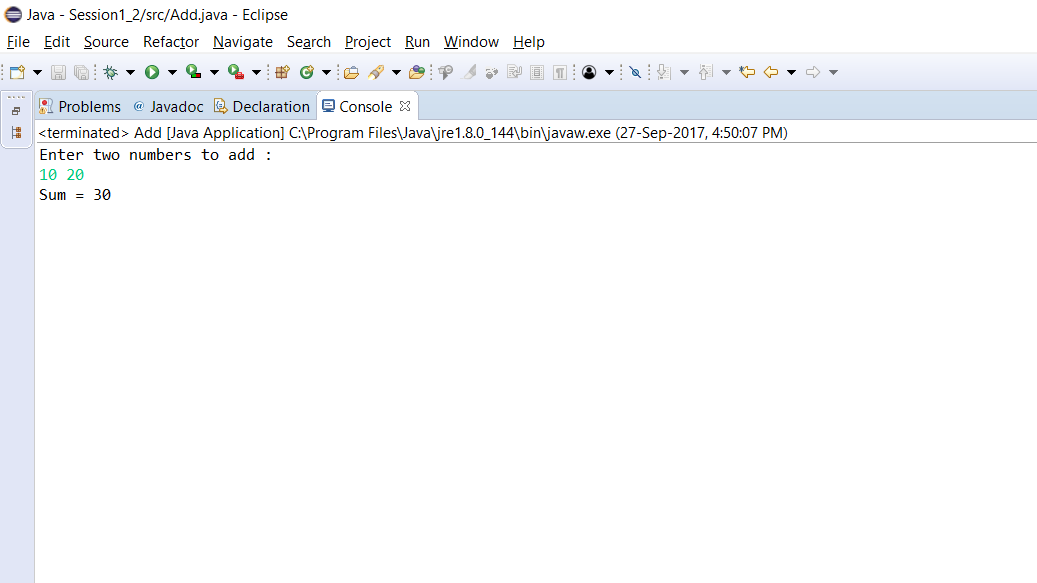 Java - Session1_2/src/Add.java - Eclipse
File Edit Source Refactor Navigate Search Project Run Window Help
Problems @ Javadoc Declaration Console
<terminated> Add [Java Application] C:\Program Files\Java\jre1.8.0_144\bin\javaw.exe (27-Sep-2017, 4:50:07 PM)
Enter two numbers to add :
10 20
Sum = 30